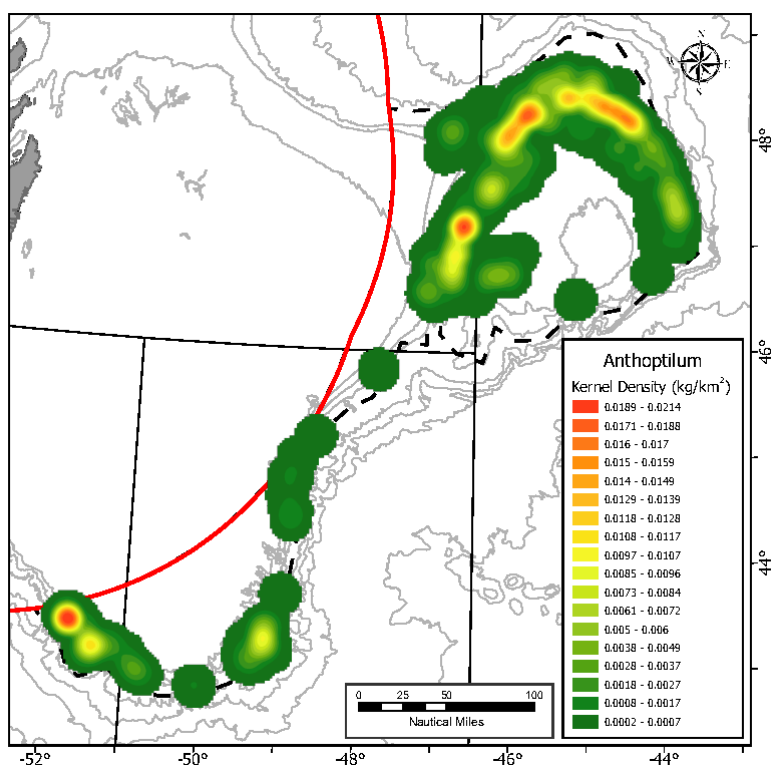 N
W E
S
48°
46°
44°
Anthoptilum
Kernel Density (kg/km²)
0.0189 - 0.0214
0.0171 - 0.0188
0.016 - 0.017
0.015 - 0.0159
0.014 - 0.0149
0.0129 - 0.0139
0.0118 - 0.0128
0.0108 - 0.0117
0.0097 - 0.0107
0.0085 - 0.0096
0.0073 - 0.0084
0.0061 - 0.0072
0.005 - 0.006
0.0038 - 0.0049
0.0028 - 0.0037
0.0018 - 0.0027
0.0008 - 0.0017
0.0002 - 0.0007
0 25 50 100
Nautical Miles
-52° -50° -48° -46° -44°